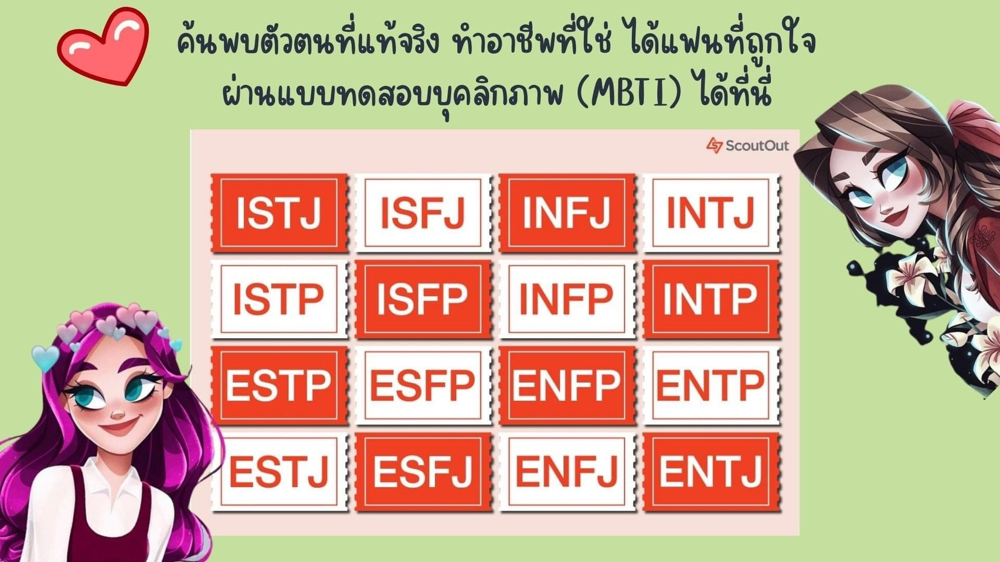 ค้นพบตัวตนที่แท้จริง ทำอาชีพที่ใช่ ได้แฟนที่ถูกใจ
ผ่านแบบทดสอบบุคลิกภาพ (MBTI) ได้ที่นี่
ScoutOut
ISTJ ISFJ INFJ INTJ
ISTP ISFP INFP INTP
ESTP ESFP ENFP ENTP
ESTJ ESFJ ENFJ ENTJ